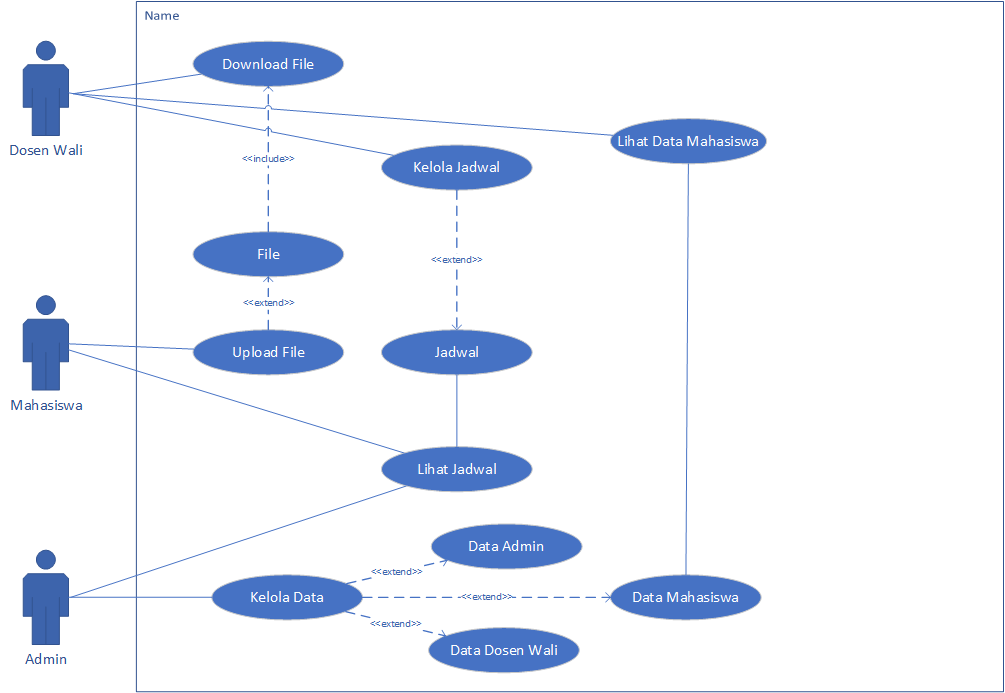 Name
Download File
Dosen Wali
Lihat Data Mahasiswa
<<include>>
Kelola Jadwal
File
<<extend>>
<<extend>>
Upload File
Jadwal
Mahasiswa
Lihat Jadwal
Data Admin
<<extend>>
Kelola Data
<<extend>>
Data Mahasiswa
<<extend>>
Data Dosen Wali
Admin